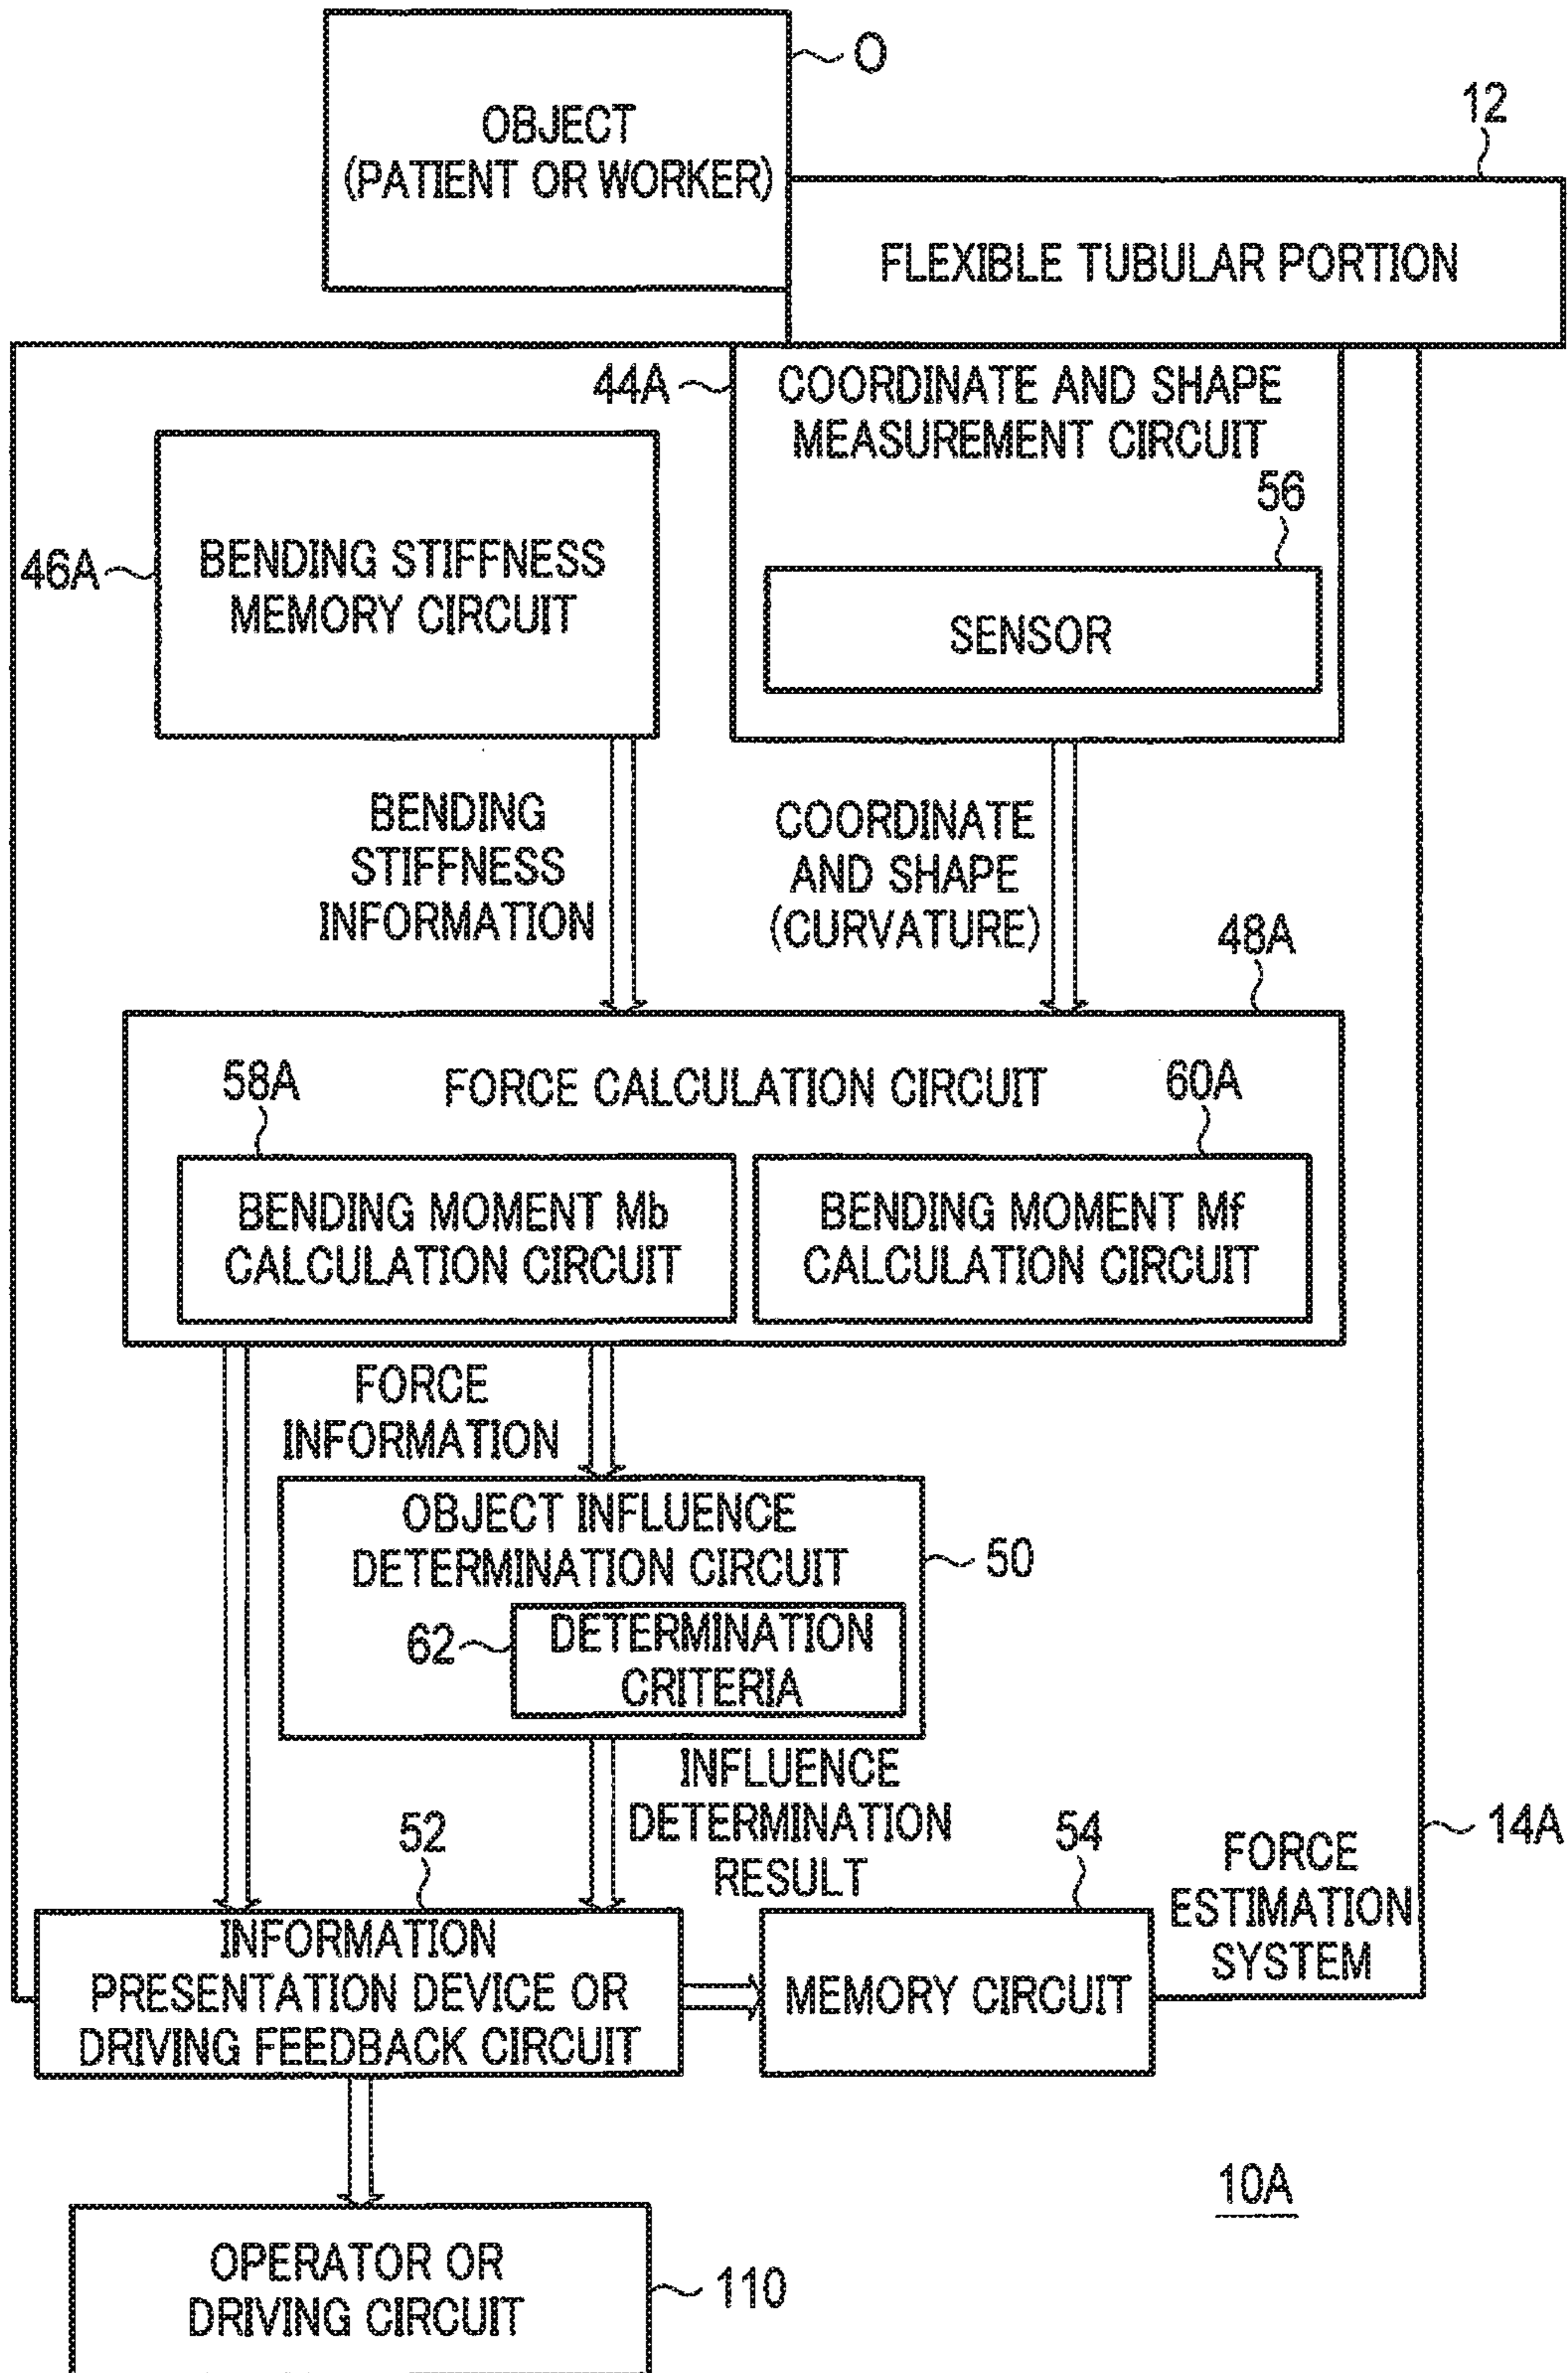 O
OBJECT
(PATIENT OR WORKER)
12
FLEXIBLE TUBULAR PORTION
44A
COORDINATE AND SHAPE
MEASUREMENT CIRCUIT
56
SENSOR
46A
BENDING STIFFNESS
MEMORY CIRCUIT
BENDING
STIFFNESS
INFORMATION
COORDINATE
AND SHAPE
(CURVATURE)
48A
FORCE CALCULATION CIRCUIT
58A
60A
BENDING MOMENT Mb
CALCULATION CIRCUIT
BENDING MOMENT Mf
CALCULATION CIRCUIT
FORCE
INFORMATION
OBJECT INFLUENCE
DETERMINATION CIRCUIT
50
62
DETERMINATION
CRITERIA
INFLUENCE
DETERMINATION
RESULT
52
54
14A
FORCE
ESTIMATION
SYSTEM
INFORMATION
PRESENTATION DEVICE OR
DRIVING FEEDBACK CIRCUIT
MEMORY CIRCUIT
10A
OPERATOR OR
DRIVING CIRCUIT
110